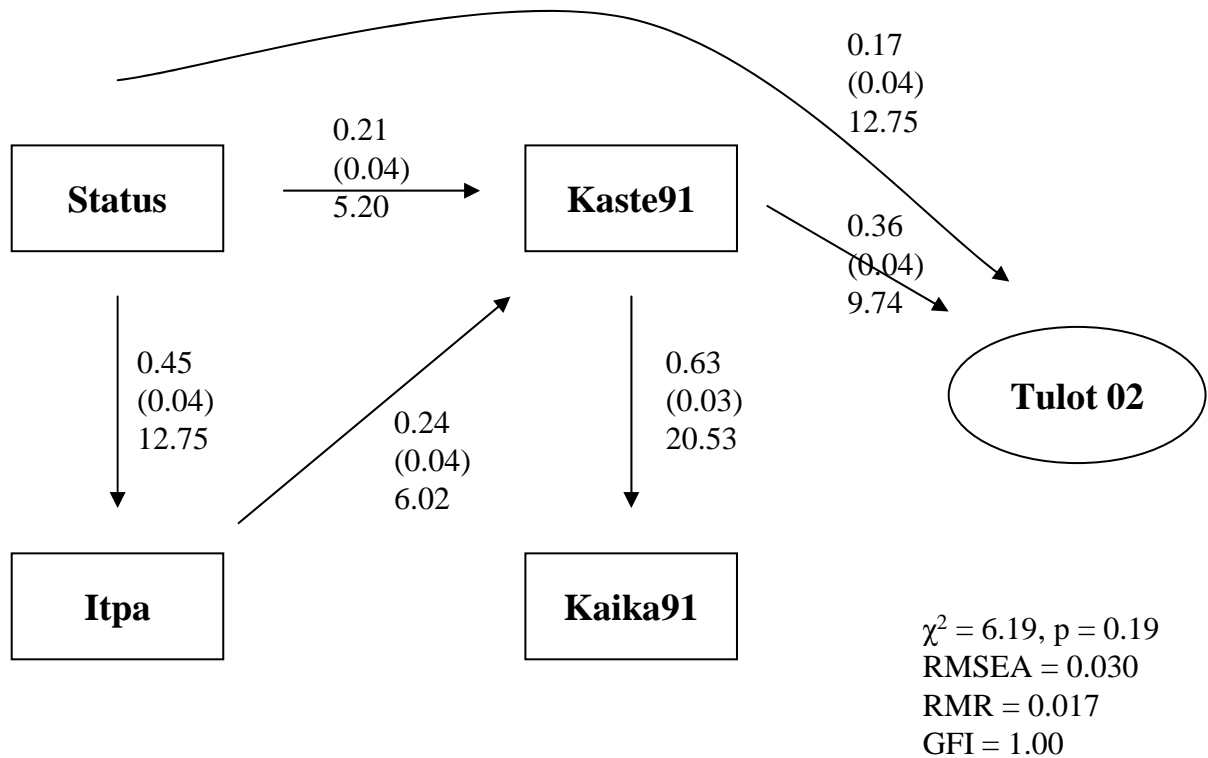 0.17
(0.04)
12.75
0.21
(0.04)
5.20
Status
Kaste91
0.36
(0.04)
9.74
0.45
(0.04)
12.75
0.24
(0.04)
6.02
0.63
(0.03)
20.53
Tulot 02
Itpa
Kaika91
χ² = 6.19, p = 0.19
RMSEA = 0.030
RMR = 0.017
GFI = 1.00